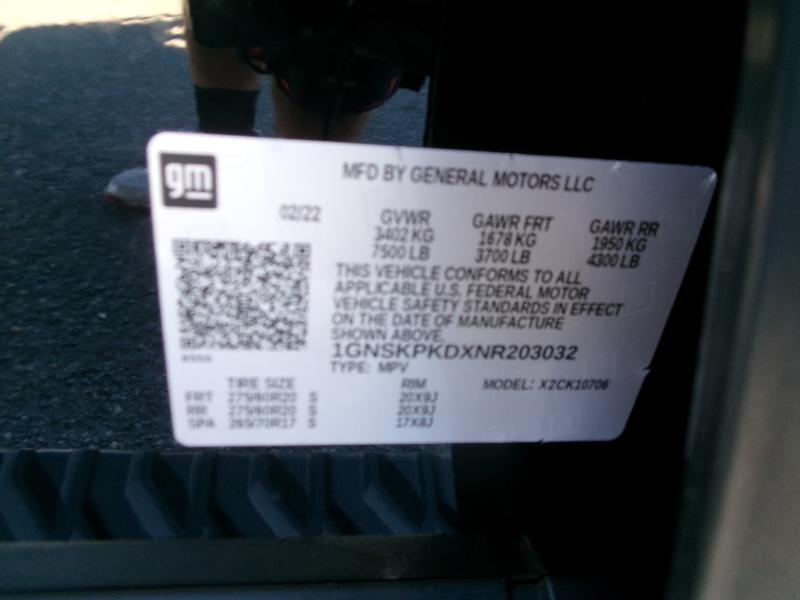 gm
MFD BY GENERAL MOTORS LLC
02/22 GVWR GAWR FRT GAWR RR
3402 KG 1678 KG 1950 KG
7500 LB 3700 LB 4300 LB
THIS VEHICLE CONFORMS TO ALL
APPLICABLE U.S. FEDERAL MOTOR
VEHICLE SAFETY STANDARDS IN EFFECT
ON THE DATE OF MANUFACTURE
SHOWN ABOVE.
1GNSKPKDXNR203032
TYPE: MPV
TIRE SIZE RIM MODEL: X2CK10706
FRT 275/60R20 S 20X9J
RR 275/60R20 S 20X9J
SPA 265/70R17 S 17X8J